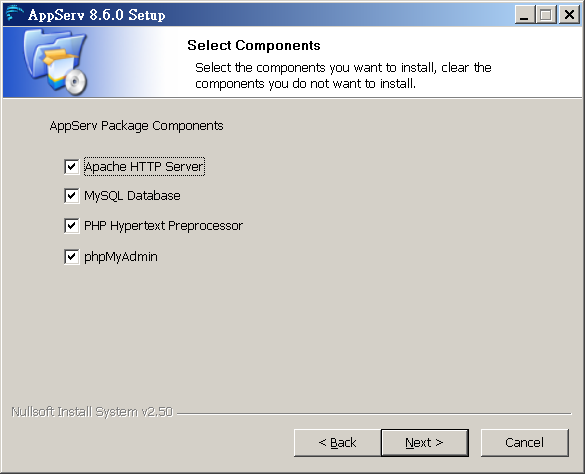 AppServ 8.6.0 Setup
Select Components
Select the components you want to install, clear the
components you do not want to install.
AppServ Package Components
Apache HTTP Server
MySQL Database
PHP Hypertext Preprocessor
phpMyAdmin
Nullsoft Install System v2.50
< Back
Next >
Cancel